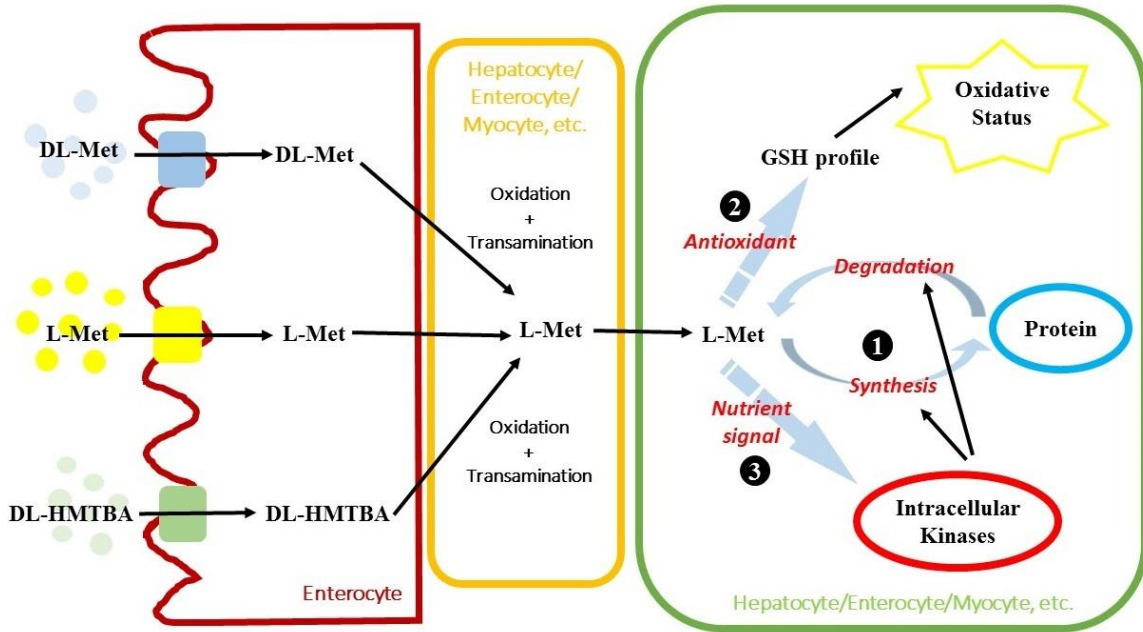 DL-Met
DL-Met
L-Met
L-Met
DL-HMTBA
DL-HMTBA
Enterocyte
Hepatocyte/
Enterocyte/
Myocyte, etc.
Oxidation
+
Transamination
L-Met
Oxidation
+
Transamination
Oxidative
Status
GSH profile
2
Antioxidant
Degradation
L-Met
1
Protein
Synthesis
Nutrient
signal
3
Intracellular
Kinases
Hepatocyte/Enterocyte/Myocyte, etc.